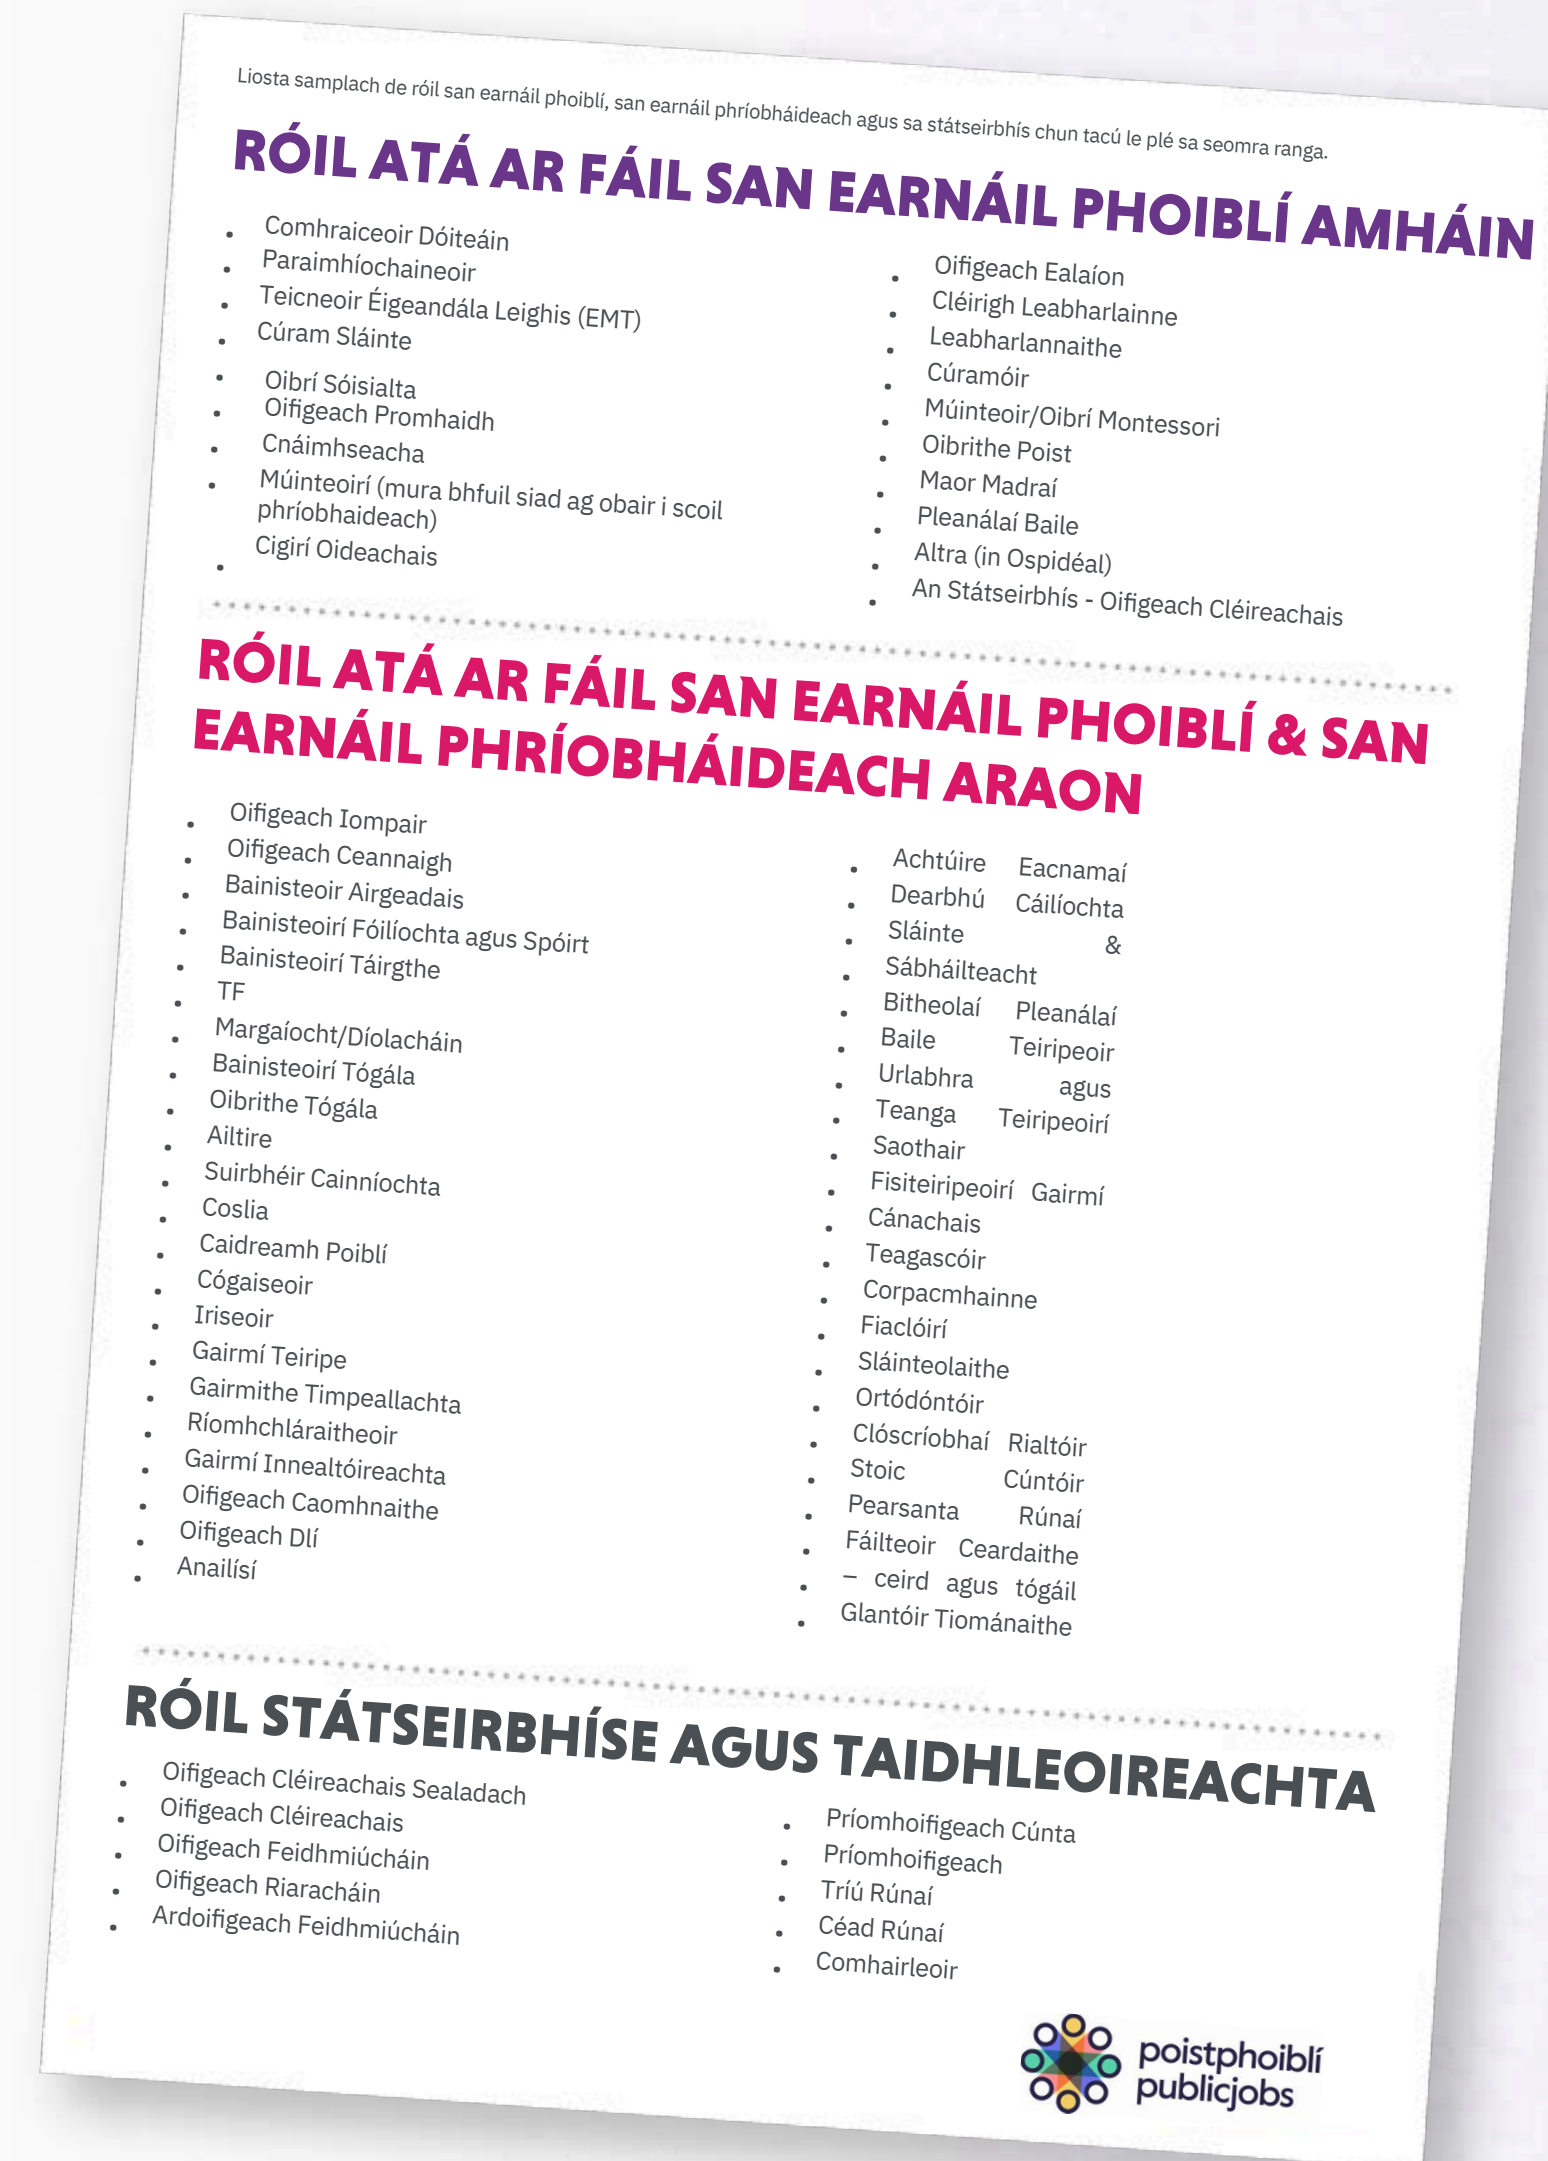 Liosta samplach de róil san earnáil phoiblí, san earnáil phríobháideach agus sa státseirbhís chun tacú le plé sa seomra ranga.
RÓIL ATÁ AR FÁIL SAN EARNÁIL PHOIBLÍ AMHÁIN
Comhraiceoir Dóiteáin
Paraimhíochaineoir
Teicneoir Éigeandála Leighis (EMT)
Cúram Sláinte
Oibrí Sóisialta
Oifigeach Promhaidh
Cnáimhseacha
Múinteoirí (mura bhfuil siad ag obair i scoil
phríobhaideach)
Cigirí Oideachais
Oifigeach Ealaíon
Cléirigh Leabharlainne
Leabharlannaithe
Cúramóir
Múinteoir/Oibrí Montessori
Oibrithe Poist
Maor Madraí
Pleanálaí Baile
Altra (in Ospidéal)
An Státseirbhís - Oifigeach Cléireachais
RÓIL ATÁ AR FÁIL SAN EARNÁIL PHOIBLÍ & SAN
EARNÁIL PHRÍOBHÁIDEACH ARAON
Oifigeach Iompair
Oifigeach Ceannaigh
Bainisteoir Airgeadais
Bainisteoirí Fóilíochta agus Spóirt
Bainisteoirí Táirgthe
TF
Margaíocht/Díolacháin
Bainisteoirí Tógála
Oibrithe Tógála
Ailtire
Suirbhéir Cainníochta
Coslia
Caidreamh Poiblí
Cógaiseoir
Iriseoir
Gairmí Teiripe
Gairmithe Timpeallachta
Ríomhchláraitheoir
Gairmí Innealtóireachta
Oifigeach Caomhnaithe
Oifigeach Dlí
Anailísí
Achtúire Eacnamaí
Dearbhú Cáilíochta
Sláinte &
Sábháilteacht
Bitheolaí Pleanálaí
Baile Teiripeoir
Urlabhra agus
Teanga Teiripeoirí
Saothair
Fisiteiripeoirí Gairmí
Cánachais
Teagascóir
Corpacmhainne
Fiaclóirí
Sláinteolaithe
Ortódóntóir
Clóscríobhaí Rialtóir
Stoic Cúntóir
Pearsanta Rúnaí
Fáilteoir Ceardaithe
– ceird agus tógáil
Glantóir Tiománaithe
RÓIL STÁTSEIRBHÍSE AGUS TAIDHLEOIREACHTA
Oifigeach Cléireachais Sealadach
Oifigeach Cléireachais
Oifigeach Feidhmiúcháin
Oifigeach Riaracháin
Ardoifigeach Feidhmiúcháin
Príomhoifigeach Cúnta
Príomhoifigeach
Tríú Rúnaí
Céad Rúnaí
Comhairleoir
poistphoiblí
publicjobs